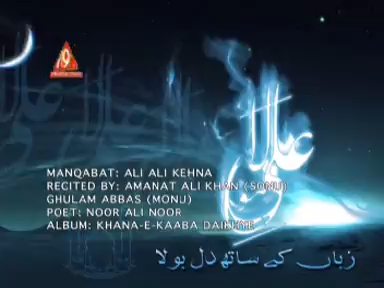 MANQABAT: ALI ALI KEHNA
RECITED BY: AMANAT ALI KHAN (SONU)
GHULAM ABBAS (MONU)
POET: NOOR ALI NOOR
ALBUM: KHANA-E-KAABA DAIKHYE
زباں کے ساتھ دل بولا